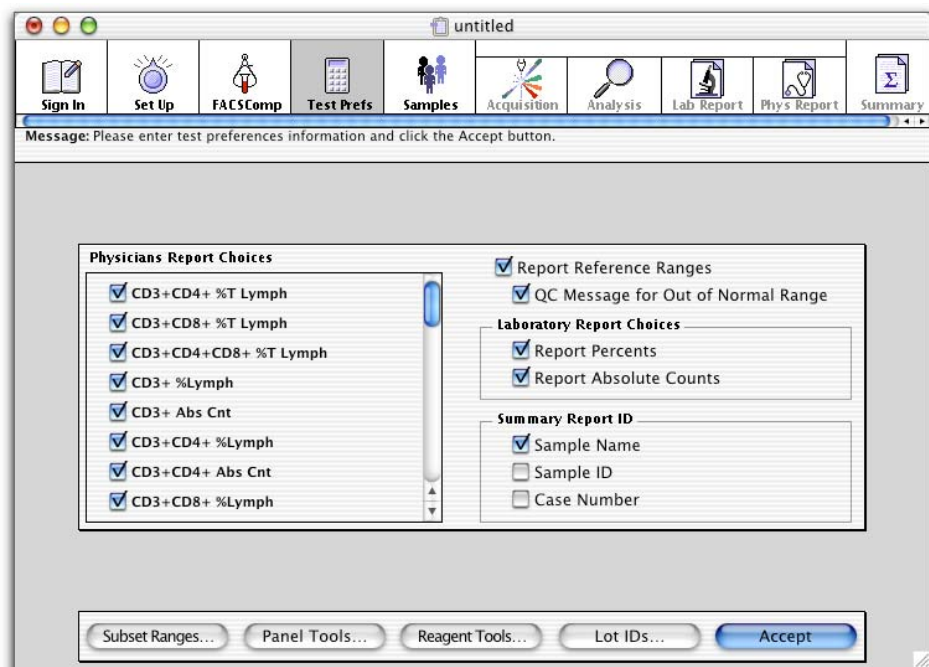 untitled
Sign In Set Up FACSComp Test Prefs Samples Acquisition Analysis Lab Report Phys Report Summary
Message: Please enter test preferences information and click the Accept button.
Physicians Report Choices
CD3+CD4+ %T Lymph
CD3+CD8+ %T Lymph
CD3+CD4+CD8+ %T Lymph
CD3+ %Lymph
CD3+ Abs Cnt
CD3+CD4+ %Lymph
CD3+CD4+ Abs Cnt
CD3+CD8+ %Lymph
Report Reference Ranges
QC Message for Out of Normal Range
Laboratory Report Choices
Report Percents
Report Absolute Counts
Summary Report ID
Sample Name
Sample ID
Case Number
Subset Ranges... Panel Tools... Reagent Tools... Lot IDs... Accept